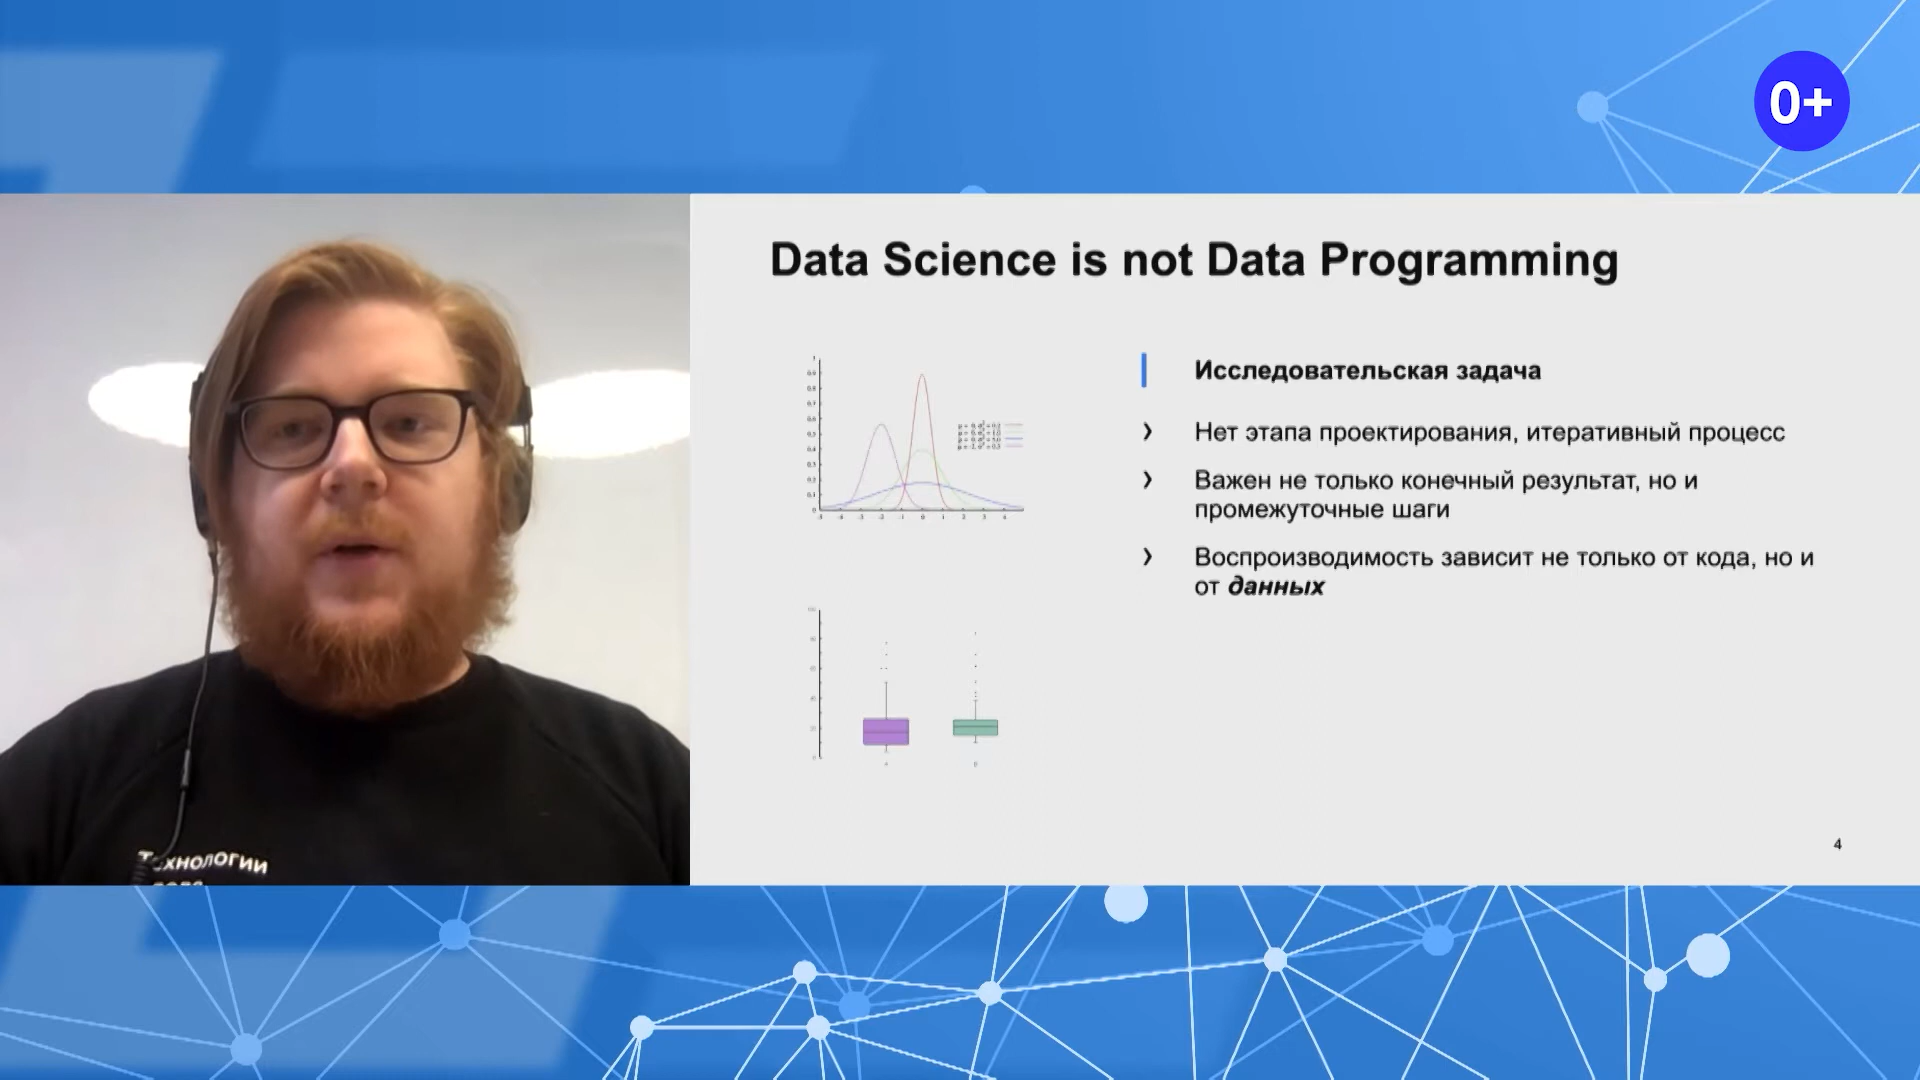 0+
Data Science is not Data Programming
Исследовательская задача
› Нет этапа проектирования, итеративный процесс
› Важен не только конечный результат, но и
промежуточные шаги
› Воспроизводимость зависит не только от кода, но и
от данных
4
Технологии